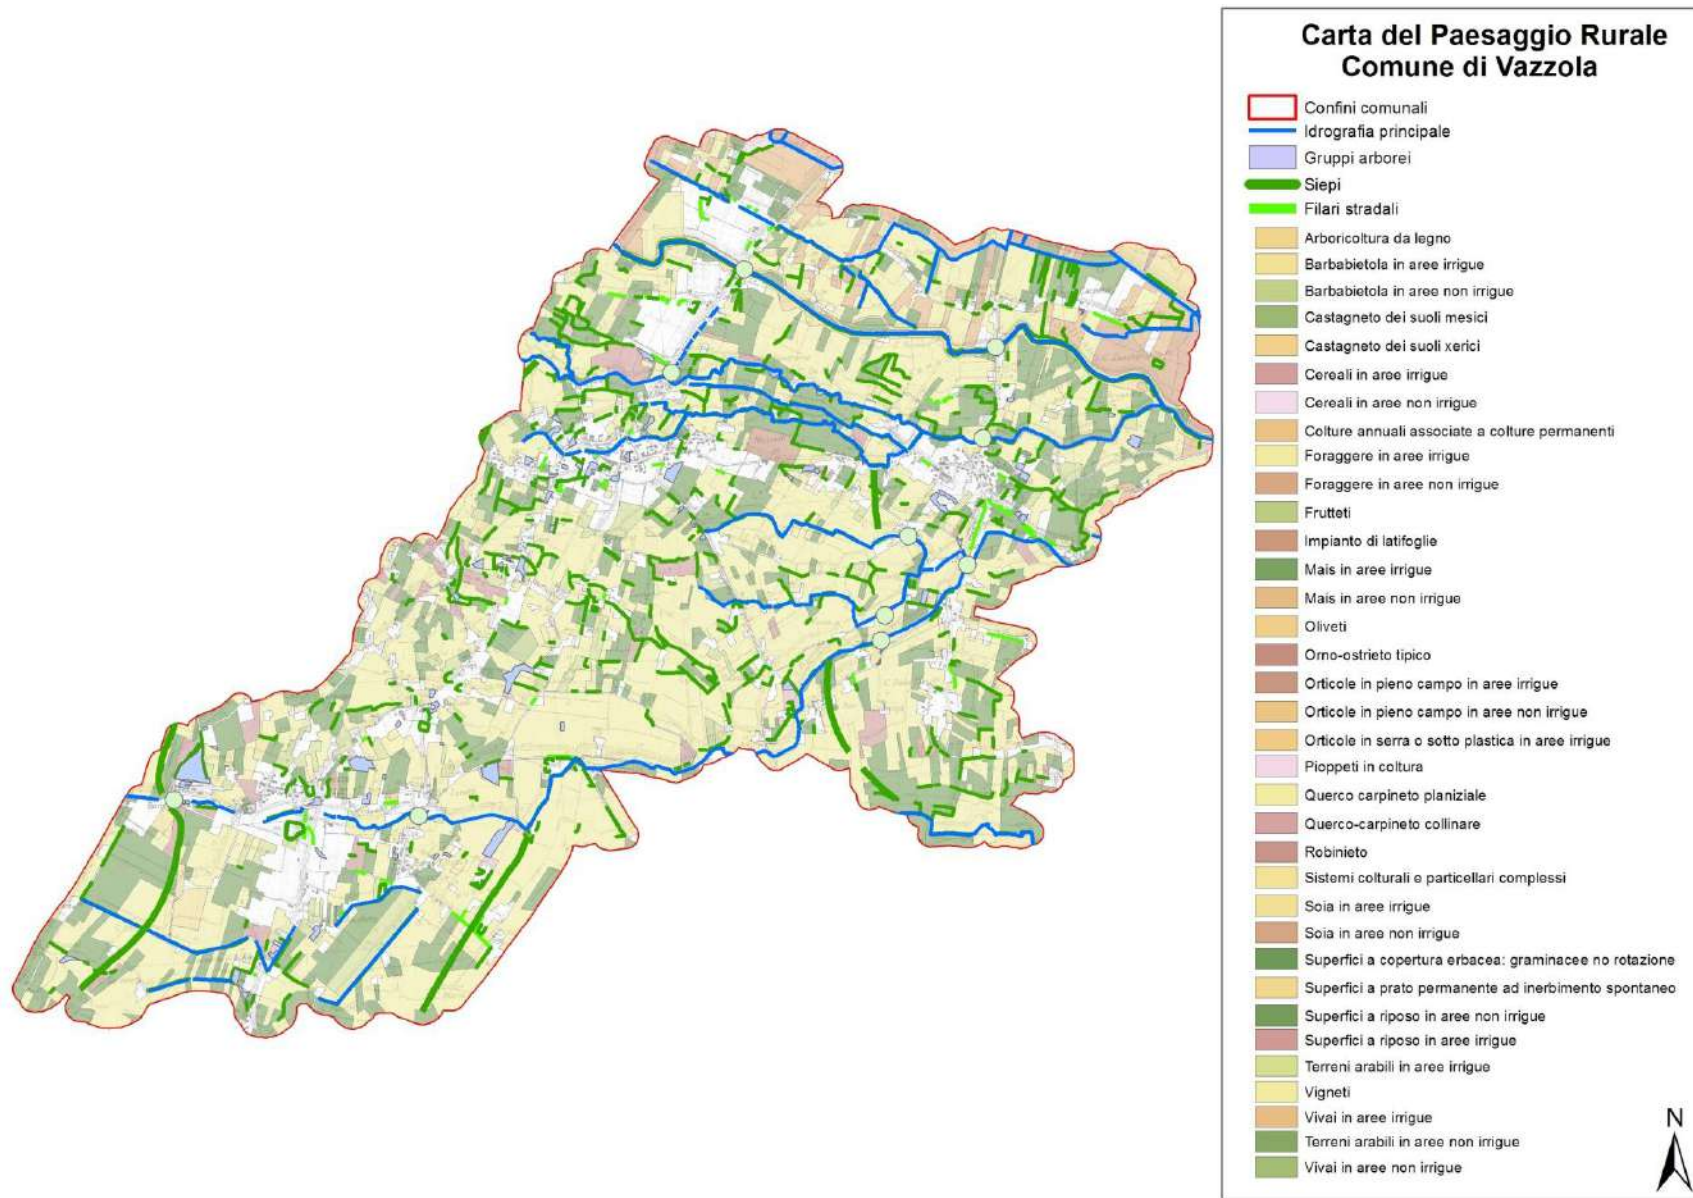 Carta del Paesaggio Rurale
Comune di Vazzola
Confini comunali
Idrografia principale
Gruppi arborei
Siepi
Filari stradali
Arboricoltura da legno
Barbabietola in aree irrigue
Barbabietola in aree non irrigue
Castagneto dei suoli mesici
Castagneto dei suoli xerici
Cereali in aree irrigue
Cereali in aree non irrigue
Colture annuali associate a colture permanenti
Foraggere in aree irrigue
Foraggere in aree non irrigue
Frutteti
Impianto di latifoglie
Mais in aree irrigue
Mais in aree non irrigue
Oliveti
Orno-ostrieto tipico
Orticole in pieno campo in aree irrigue
Orticole in pieno campo in aree non irrigue
Orticole in serra o sotto plastica in aree irrigue
Pioppeti in coltura
Querco carpineto planiziale
Querco-carpineto collinare
Robinieto
Sistemi colturali e particellari complessi
Soia in aree irrigue
Soia in aree non irrigue
Superfici a copertura erbacea: graminacee no rotazione
Superfici a prato permanente ad inerbimento spontaneo
Superfici a riposo in aree non irrigue
Superfici a riposo in aree irrigue
Terreni arabili in aree irrigue
Vigneti
Vivai in aree irrigue
Terreni arabili in aree non irrigue
Vivai in aree non irrigue
N